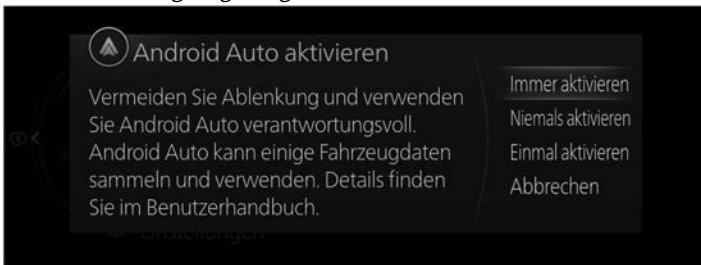 Android Auto aktivieren
Vermeiden Sie Ablenkung und verwenden
Sie Android Auto verantwortungsvoll.
Android Auto kann einige Fahrzeugdaten
sammeln und verwenden. Details finden
Sie im Benutzerhandbuch.
Immer aktivieren
Niemals aktivieren
Einmal aktivieren
Abbrechen
Einstellungen